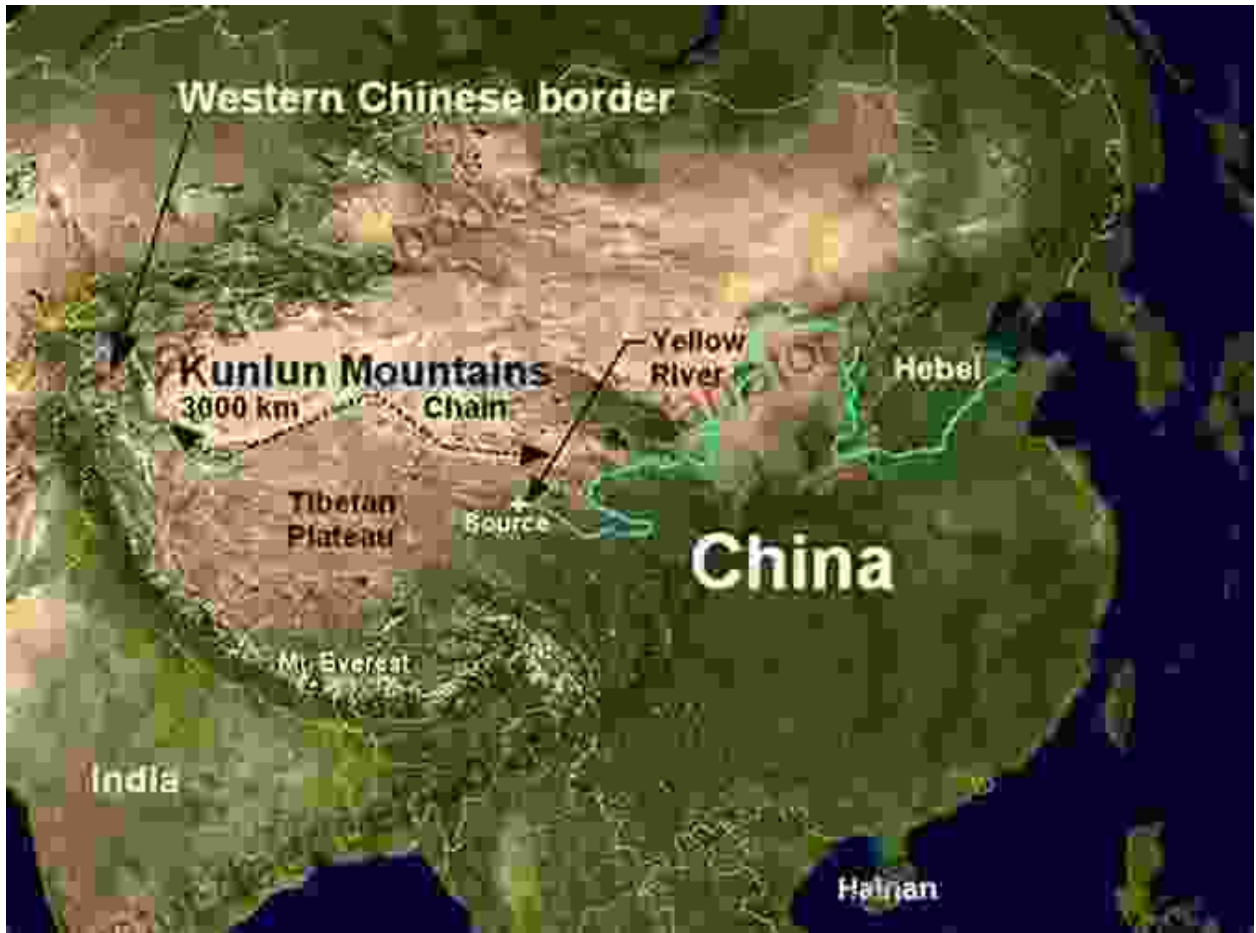 Western Chinese border
Kunlun Mountains
3000 km
Chain
Yellow
River
Hebei
Tibetan
Plateau
Source
China
Mt. Everest
India
Hainan